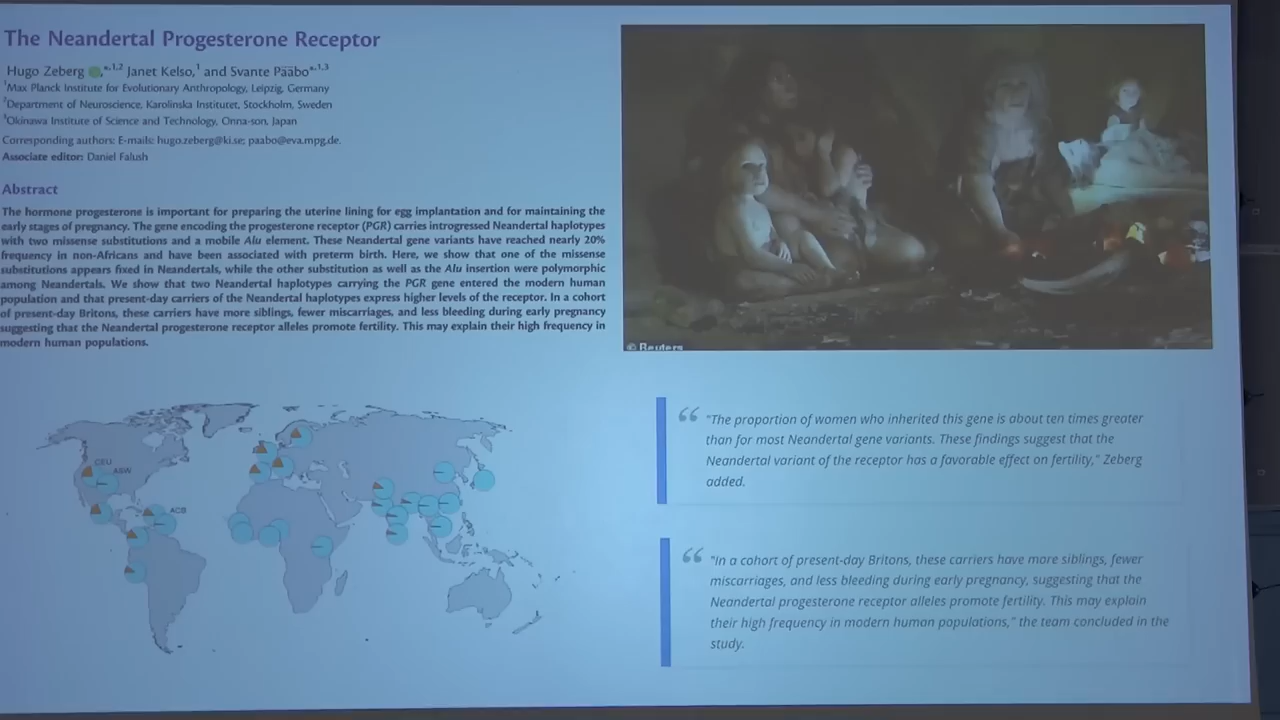 The Neandertal Progesterone Receptor
Hugo Zeberg ,*,1,2 Janet Kelso,1 and Svante Pääbo*,1,3
1Max Planck Institute for Evolutionary Anthropology, Leipzig, Germany
2Department of Neuroscience, Karolinska Institutet, Stockholm, Sweden
3Okinawa Institute of Science and Technology, Onna-son, Japan
Corresponding authors: E-mails: hugo.zeberg@ki.se; paabo@eva.mpg.de.
Associate editor: Daniel Falush
Abstract
The hormone progesterone is important for preparing the uterine lining for egg implantation and for maintaining the
early stages of pregnancy. The gene encoding the progesterone receptor (PGR) carries introgressed Neandertal haplotypes
with two missense substitutions and a mobile Alu element. These Neandertal gene variants have reached nearly 20%
frequency in non-Africans and have been associated with preterm birth. Here, we show that one of the missense
substitutions appears fixed in Neandertals, while the other substitution as well as the Alu insertion were polymorphic
among Neandertals. We show that two Neandertal haplotypes carrying the PGR gene entered the modern human
population and that present-day carriers of the Neandertal haplotypes express higher levels of the receptor. In a cohort
of present-day Britons, these carriers have more siblings, fewer miscarriages, and less bleeding during early pregnancy
suggesting that the Neandertal progesterone receptor alleles promote fertility. This may explain their high frequency in
modern human populations.
© Reuters
CEU
ASW
ACB
“ "The proportion of women who inherited this gene is about ten times greater
than for most Neandertal gene variants. These findings suggest that the
Neandertal variant of the receptor has a favorable effect on fertility," Zeberg
added.
“ "In a cohort of present-day Britons, these carriers have more siblings, fewer
miscarriages, and less bleeding during early pregnancy, suggesting that the
Neandertal progesterone receptor alleles promote fertility. This may explain
their high frequency in modern human populations," the team concluded in the
study.